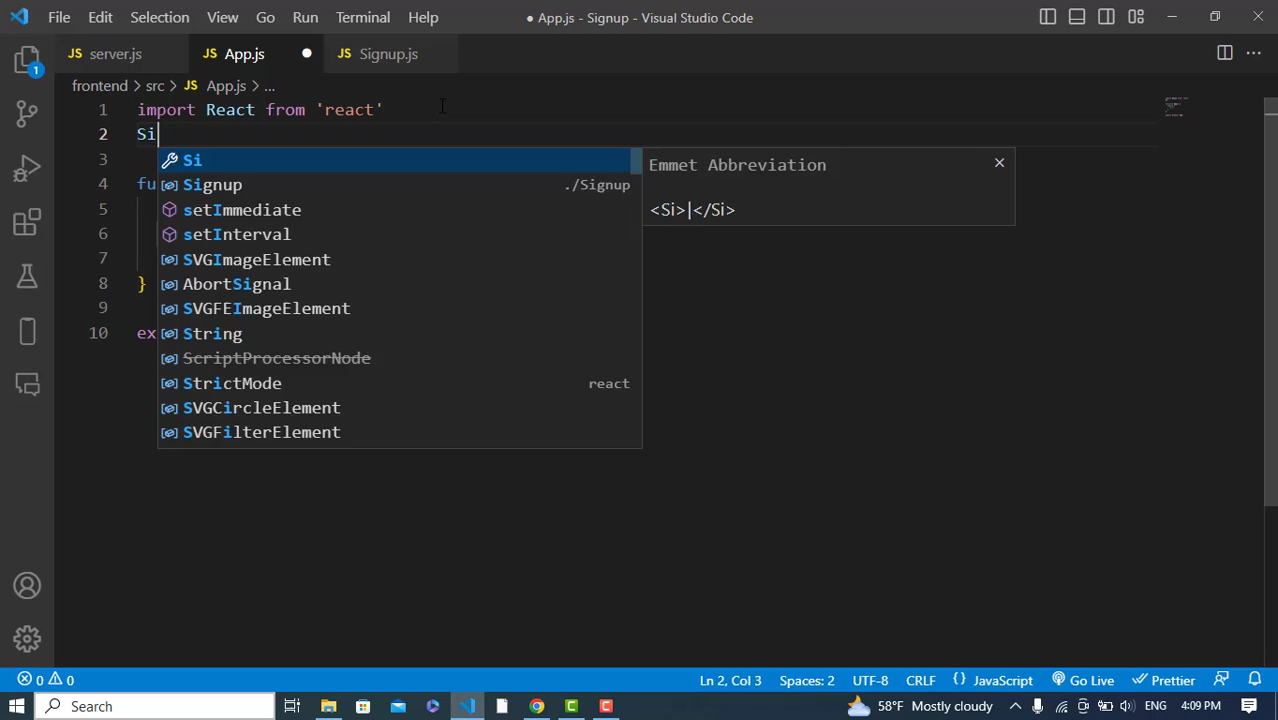 File Edit Selection View Go Run Terminal Help ● App.js - Signup - Visual Studio Code
JS server.js JS App.js ● JS Signup.js
frontend > src > JS App.js > ...
1 import React from 'react'
2 Si
3
4 fu
5
6
7
8 }
9
10 ex
Si
Signup ./Signup
setImmediate
setInterval
SVGImageElement
AbortSignal
SVGFEImageElement
String
ScriptProcessorNode
StrictMode react
SVGCircleElement
SVGFilterElement
Emmet Abbreviation
<Si>|</Si>
1
0 0 Ln 2, Col 3 Spaces: 2 UTF-8 CRLF {} JavaScript Go Live Prettier
Search 58°F Mostly cloudy ENG 4:09 PM